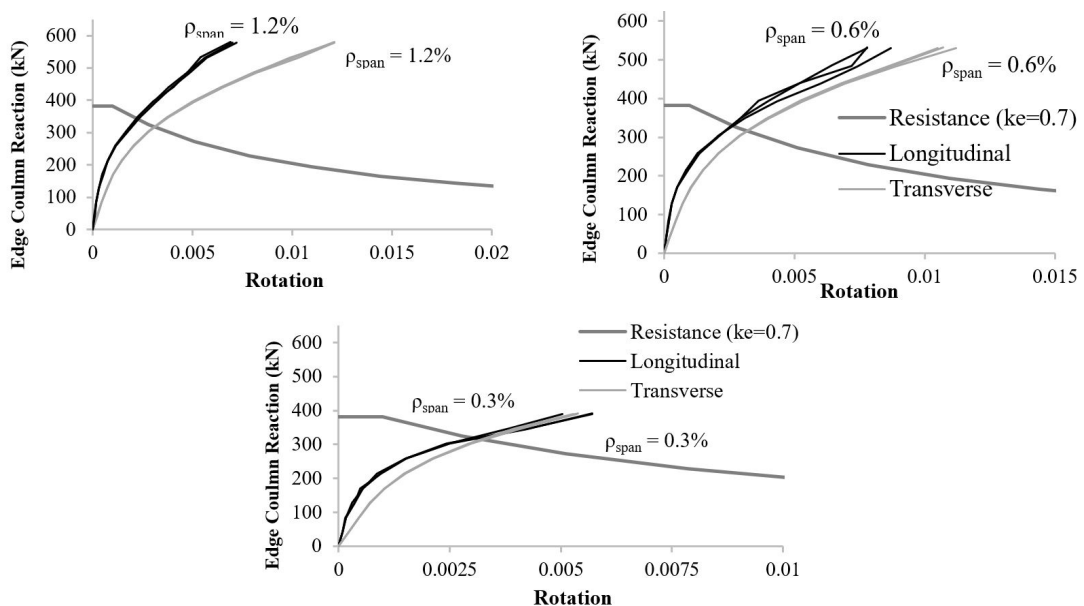 ρspan = 1.2%
ρspan = 1.2%
Edge Coulmn Reaction (kN)
600
500
400
300
200
100
0
0
0.005
0.01
0.015
0.02
Rotation
ρspan = 0.6%
ρspan = 0.6%
Edge Coulmn Reaction (kN)
600
500
400
300
200
100
0
Resistance (ke=0.7)
Longitudinal
Transverse
0
0.005
0.01
0.015
Rotation
Resistance (ke=0.7)
Longitudinal
Transverse
ρspan = 0.3%
ρspan = 0.3%
Edge Coulmn Reaction (kN)
600
500
400
300
200
100
0
0
0.0025
0.005
0.0075
0.01
Rotation